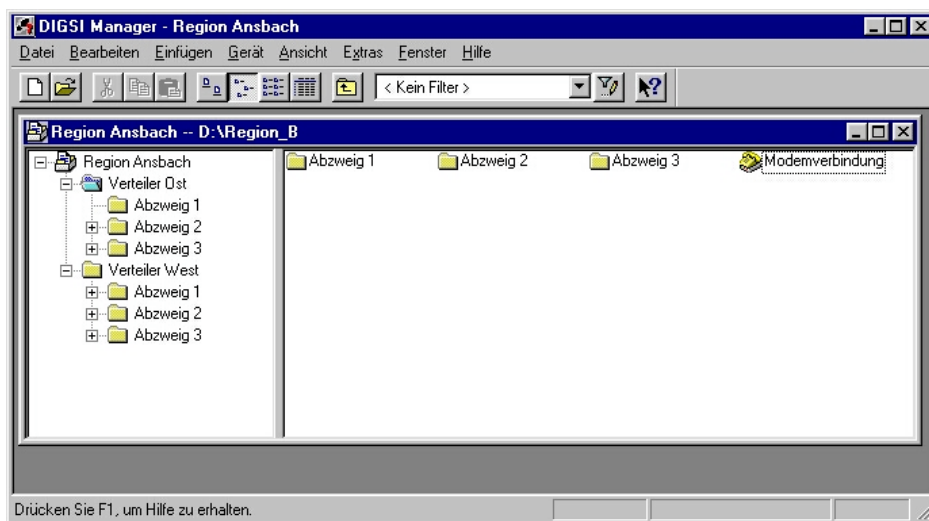 DIGSI Manager - Region Ansbach
Datei Bearbeiten Einfügen Gerät Ansicht Extras Fenster Hilfe
< Kein Filter >
Region Ansbach -- D:\Region_B
Region Ansbach
Verteiler Ost
Abzweig 1
Abzweig 2
Abzweig 3
Verteiler West
Abzweig 1
Abzweig 2
Abzweig 3
Abzweig 1 Abzweig 2 Abzweig 3 Modemverbindung
Drücken Sie F1, um Hilfe zu erhalten.